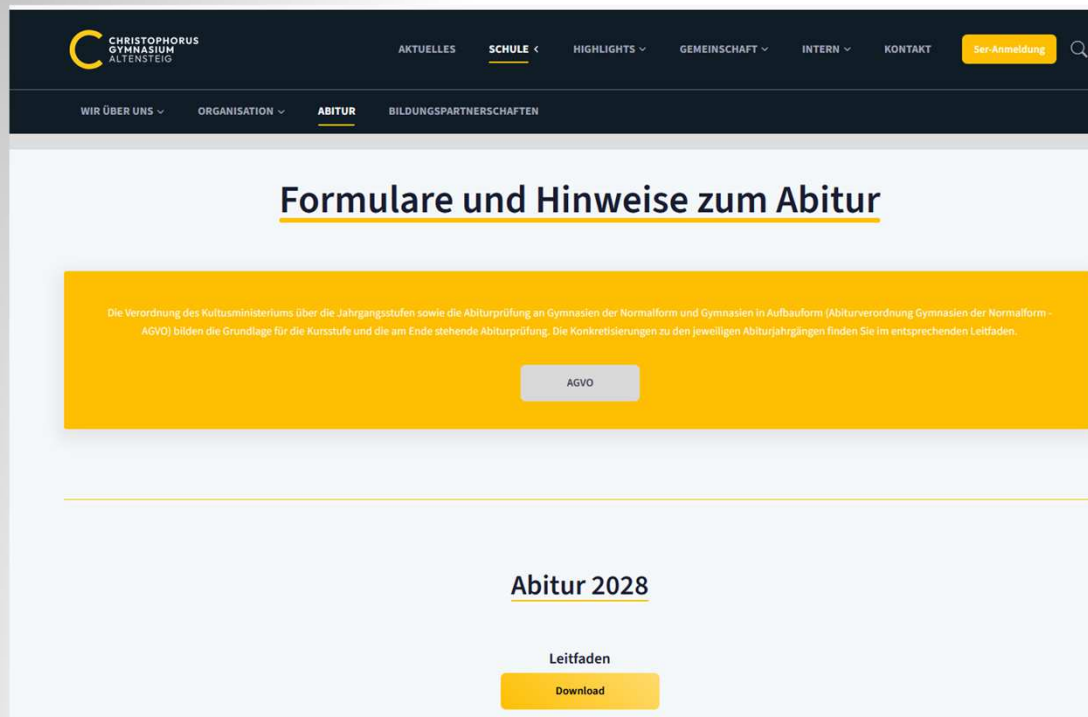 CHRISTOPHORUS
GYMNASIUM
ALTENSTEIG
AKTUELLES SCHULE HIGHLIGHTS GEMEINSCHAFT INTERN KONTAKT 5er-Anmeldung
WIR ÜBER UNS ORGANISATION ABITUR BILDUNGSPARTNERSCHAFTEN
Formulare und Hinweise zum Abitur
Die Verordnung des Kultusministeriums über die Jahrgangsstufen sowie die Abiturprüfung an Gymnasien der Normalform und Gymnasien in Aufbauform (Abiturverordnung Gymnasien der Normalform -
AGVO) bilden die Grundlage für die Kursstufe und die am Ende stehende Abiturprüfung. Die Konkretisierungen zu den jeweiligen Abiturjahrgängen finden Sie im entsprechenden Leitfaden.
AGVO
Abitur 2028
Leitfaden
Download